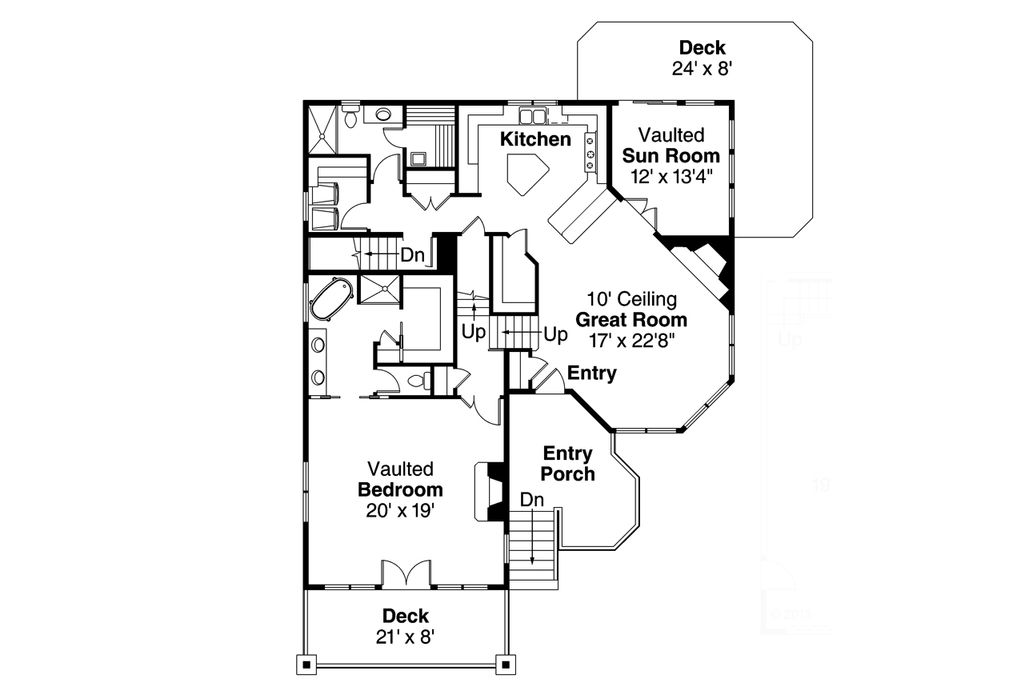 Deck
24' x 8'
Kitchen
Vaulted
Sun Room
12' x 13'4"
Dn
10' Ceiling
Great Room
17' x 22'8"
Up
Up
Entry
Up
Entry
Porch
Vaulted
Bedroom
20' x 19'
Dn
19
Deck
21' x 8'